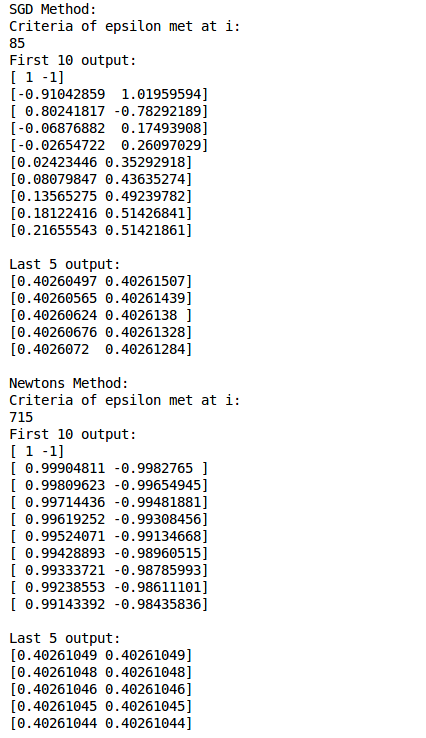 SGD Method:
Criteria of epsilon met at i:
85
First 10 output:
[ 1 -1]
[-0.91042859  1.01959594]
[ 0.80241817 -0.78292189]
[-0.06876882  0.17493908]
[-0.02654722  0.26097029]
[0.02423446 0.35292918]
[0.08079847 0.43635274]
[0.13565275 0.49239782]
[0.18122416 0.51426841]
[0.21655543 0.51421861]

Last 5 output:
[0.40260497 0.40261507]
[0.40260565 0.40261439]
[0.40260624 0.4026138 ]
[0.40260676 0.40261328]
[0.4026072  0.40261284]

Newtons Method:
Criteria of epsilon met at i:
715
First 10 output:
[ 1 -1]
[ 0.99904811 -0.9982765 ]
[ 0.99809623 -0.99654945]
[ 0.99714436 -0.99481881]
[ 0.99619252 -0.99308456]
[ 0.99524071 -0.99134668]
[ 0.99428893 -0.98960515]
[ 0.99333721 -0.98785993]
[ 0.99238553 -0.98611101]
[ 0.99143392 -0.98435836]

Last 5 output:
[0.40261049 0.40261049]
[0.40261048 0.40261048]
[0.40261046 0.40261046]
[0.40261045 0.40261045]
[0.40261044 0.40261044]